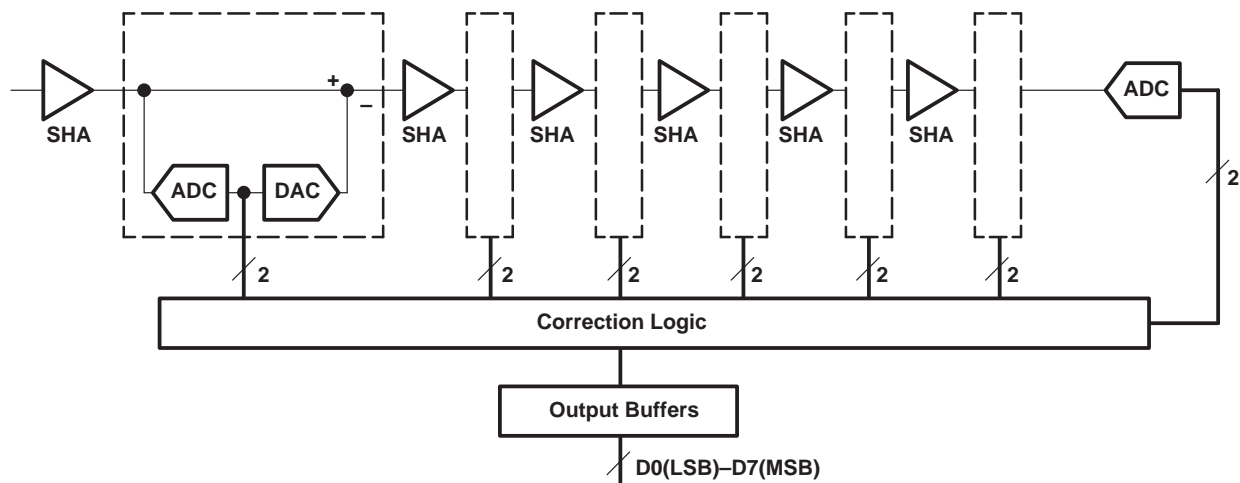 +
–
ADC
SHA
SHA
SHA
SHA
SHA
SHA
ADC
DAC
2
2
2
2
2
2
2
Correction Logic
Output Buffers
D0(LSB)–D7(MSB)